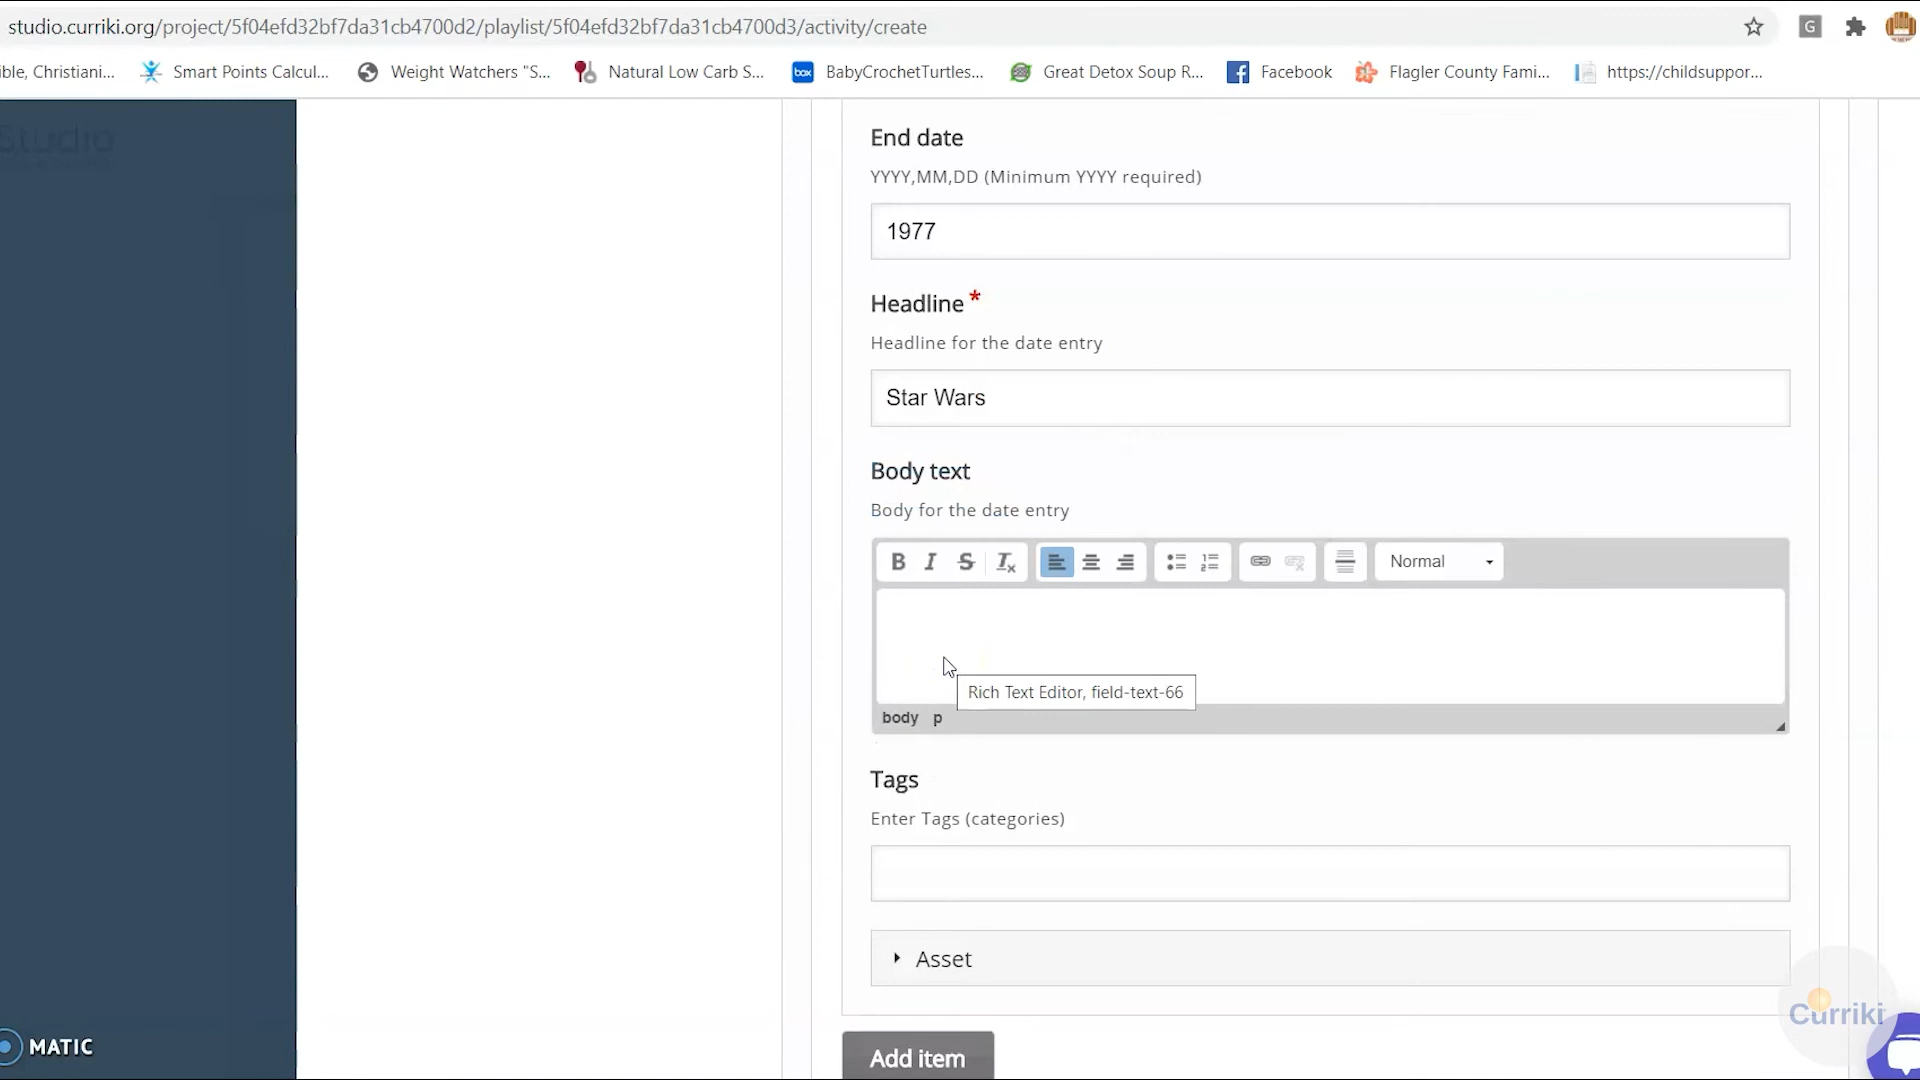 studio.curriki.org/project/5f04efd32bf7da31cb4700d2/playlist/5f04efd32bf7da31cb4700d3/activity/create
G
ible, Christiani...
Smart Points Calcul...
Weight Watchers "S...
Natural Low Carb S...
box
BabyCrochetTurtles...
Great Detox Soup R...
Facebook
Flagler County Fami...
https://childsuppor...
Studio
End date
YYYY,MM,DD (Minimum YYYY required)
1977
Headline *
Headline for the date entry
Star Wars
Body text
Body for the date entry
Normal
Rich Text Editor, field-text-66
body p
Tags
Enter Tags (categories)
Asset
Curriki
MATIC
Add item